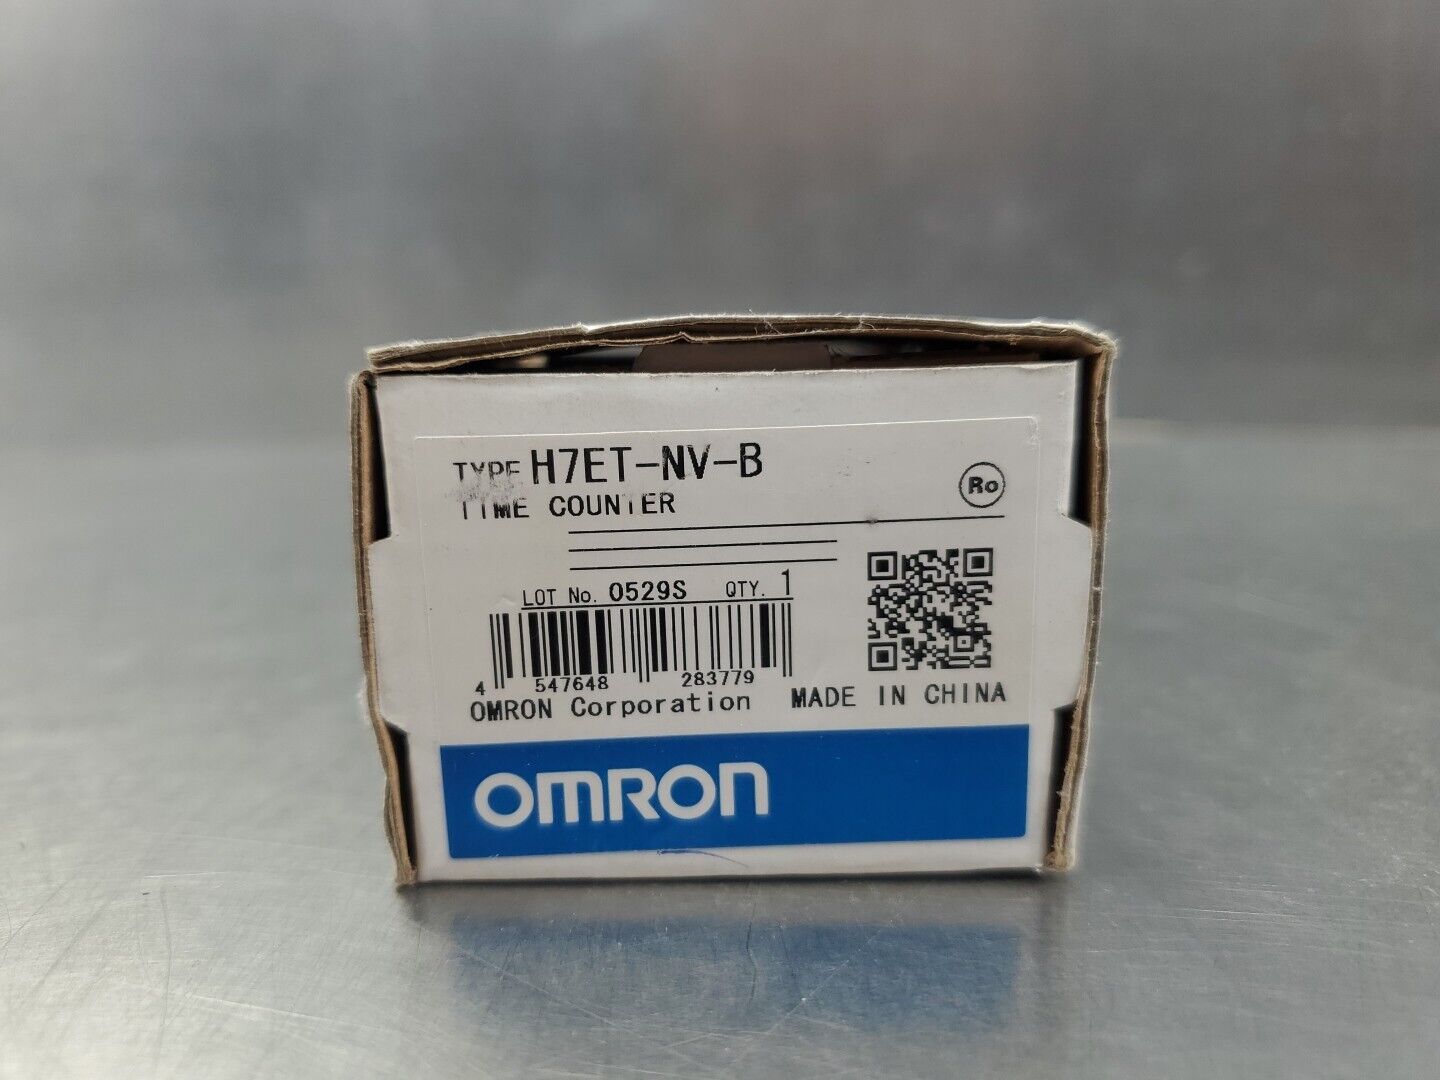 TYPE H7ET-NV-B
TIME COUNTER
Ro
LOT No. 0529S QTY. 1
4 547648 283779
OMRON Corporation MADE IN CHINA
OMRON